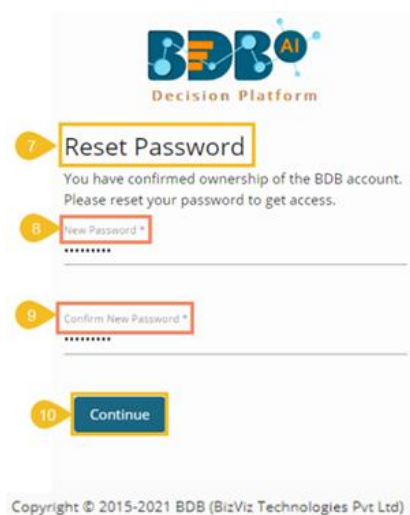 BDB AI
Decision Platform
7 Reset Password
You have confirmed ownership of the BDB account.
Please reset your password to get access.
8 New Password *
•••••••••
9 Confirm New Password *
•••••••••
10 Continue
Copyright © 2015-2021 BDB (BizViz Technologies Pvt Ltd)